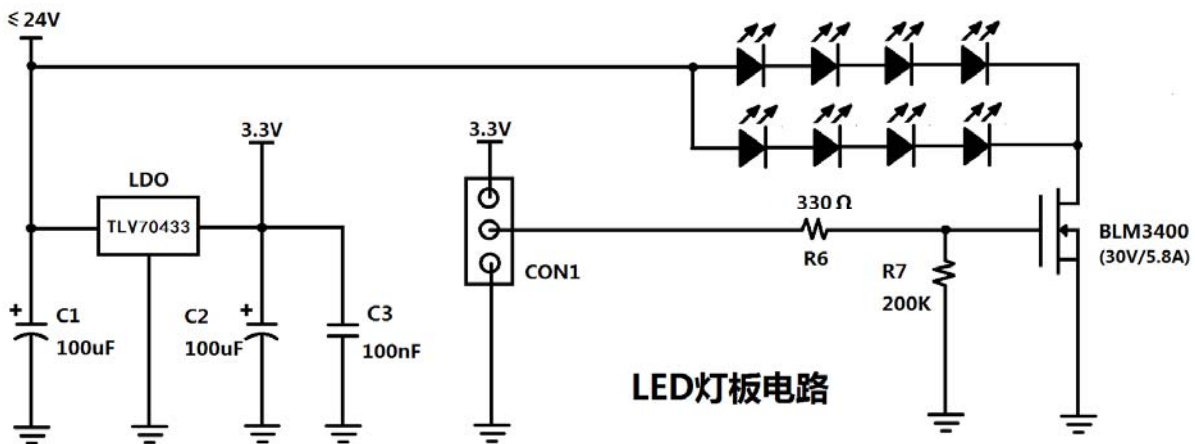 ≤ 24V
3.3V
3.3V
LDO
TLV70433
330 Ω
R6
BLM3400
(30V/5.8A)
CON1
R7
200K
C1
100uF
C2
100uF
C3
100nF
LED灯板电路
+
+